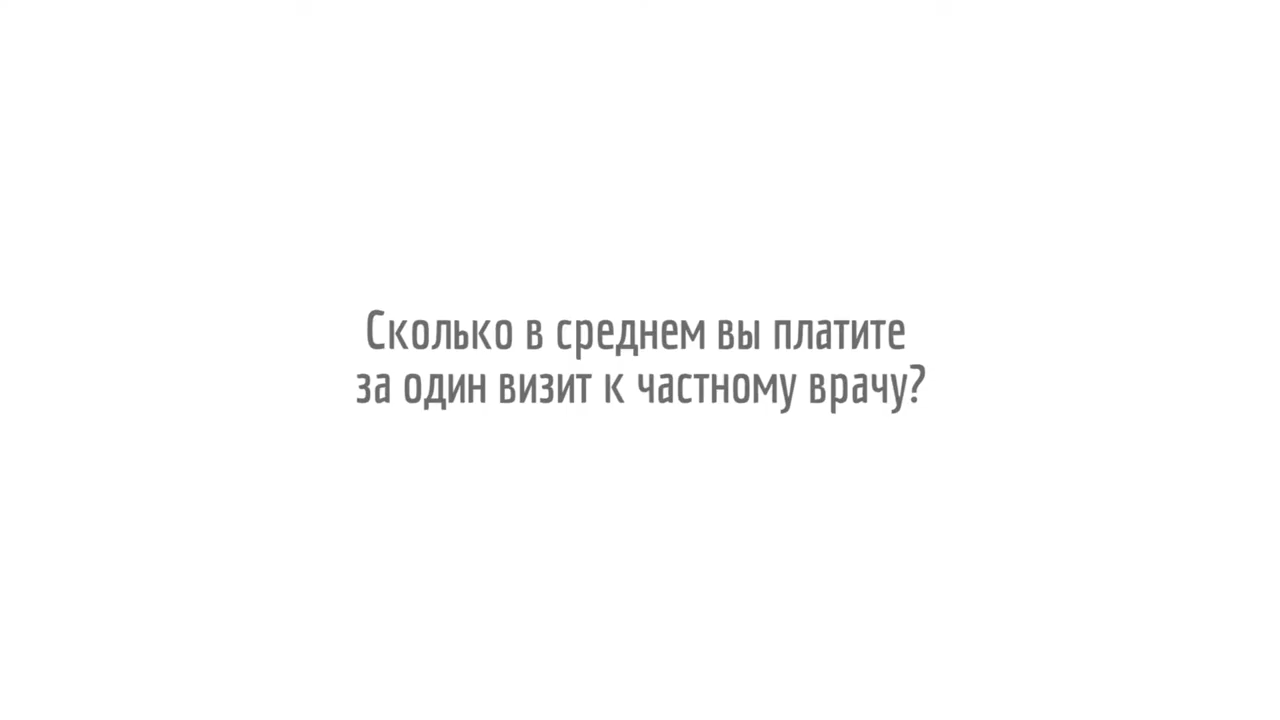 Сколько в среднем вы платите
за один визит к частному врачу?